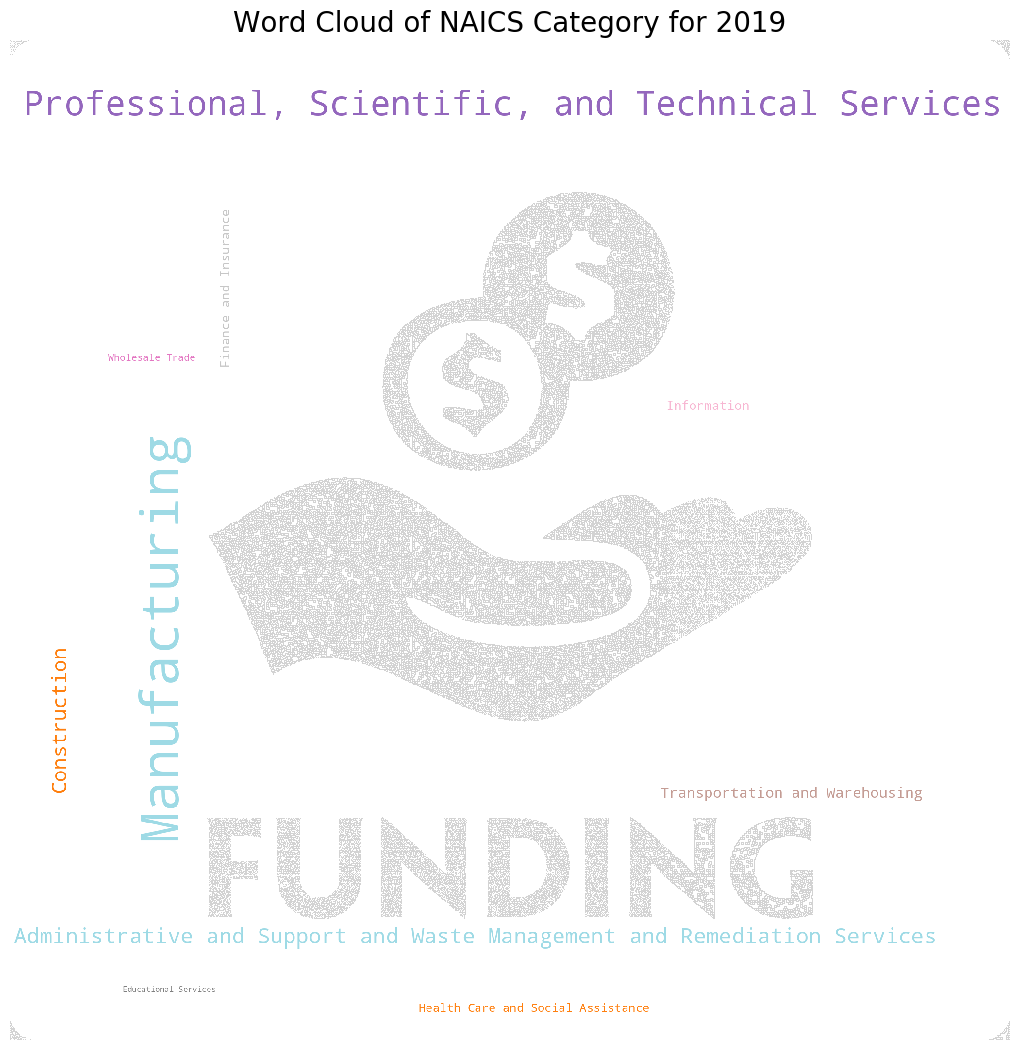 Word Cloud of NAICS Category for 2019
Professional, Scientific, and Technical Services
Finance and Insurance
Wholesale Trade
Information
Manufacturing
Construction
Transportation and Warehousing
FUNDING
Administrative and Support and Waste Management and Remediation Services
Educational Services
Health Care and Social Assistance